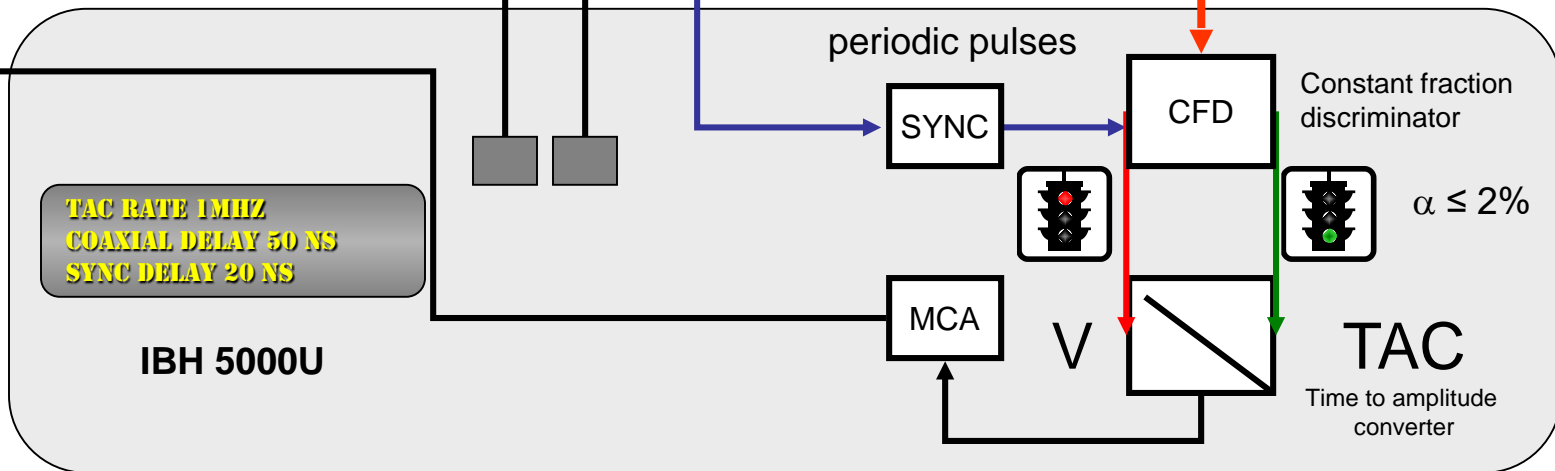 periodic pulses
SYNC
CFD
Constant fraction
discriminator
TAC RATE 1MHZ
COAXIAL DELAY 50 NS
SYNC DELAY 20 NS
α ≤ 2%
MCA
V
TAC
Time to amplitude
converter
IBH 5000U